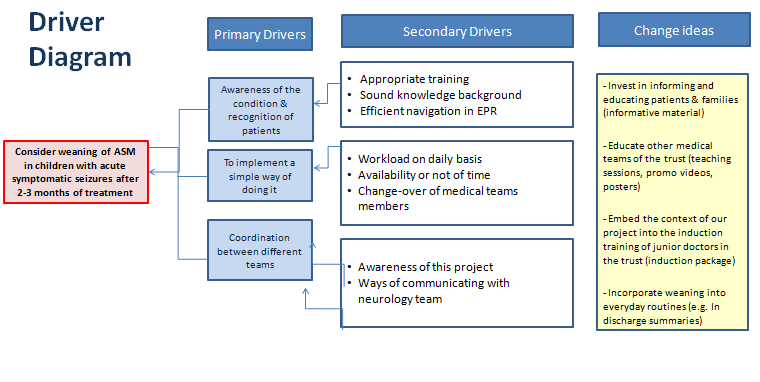 Driver
Diagram
Primary Drivers
Secondary Drivers
Change ideas
Consider weaning of ASM
in children with acute
symptomatic seizures after
2-3 months of treatment
Awareness of the
condition &
recognition of
patients
To implement a
simple way of
doing it
Coordination
between different
teams
• Appropriate training
• Sound knowledge background
• Efficient navigation in EPR
• Workload on daily basis
• Availability or not of time
• Change-over of medical teams
members
• Awareness of this project
• Ways of communicating with
neurology team
- Invest in informing and
educating patients & families
(informative material)
- Educate other medical
teams of the trust (teaching
sessions, promo videos,
posters)
- Embed the context of our
project into the induction
training of junior doctors in
the trust (induction package)
- Incorporate weaning into
everyday routines (e.g. In
discharge summaries)